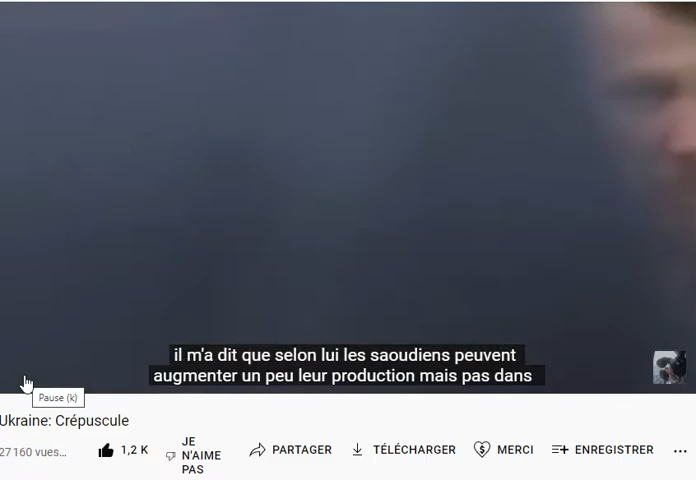 il m'a dit que selon lui les saoudiens peuvent
augmenter un peu leur production mais pas dans
Pause (k)
Ukraine: Crépuscule
27 160 vues...
1,2 K
JE
N'AIME
PAS
PARTAGER
TÉLÉCHARGER
MERCI
ENREGISTRER